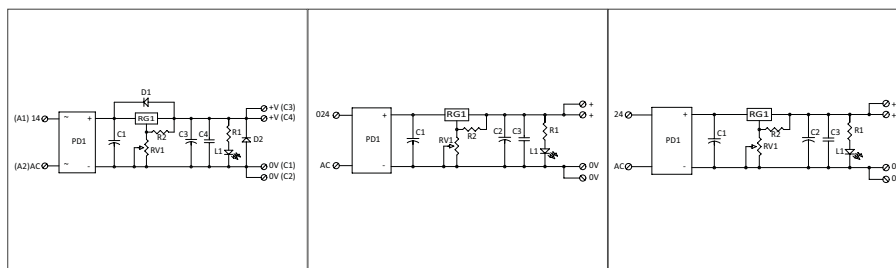 D1
(A1) 14
~
+
RG1
+V (C3)
+V (C4)
C1
R2
C3
C4
R1
D2
PD1
RV1
L1
(A2)AC
~
-
0V (C1)
0V (C2)
024
+
RG1
+
+
C1
R2
C2
C3
R1
PD1
RV1
L1
AC
-
0V
0V
24
+
RG1
+
+
C1
R2
C2
C3
R1
PD1
RV1
L1
AC
-
0
0